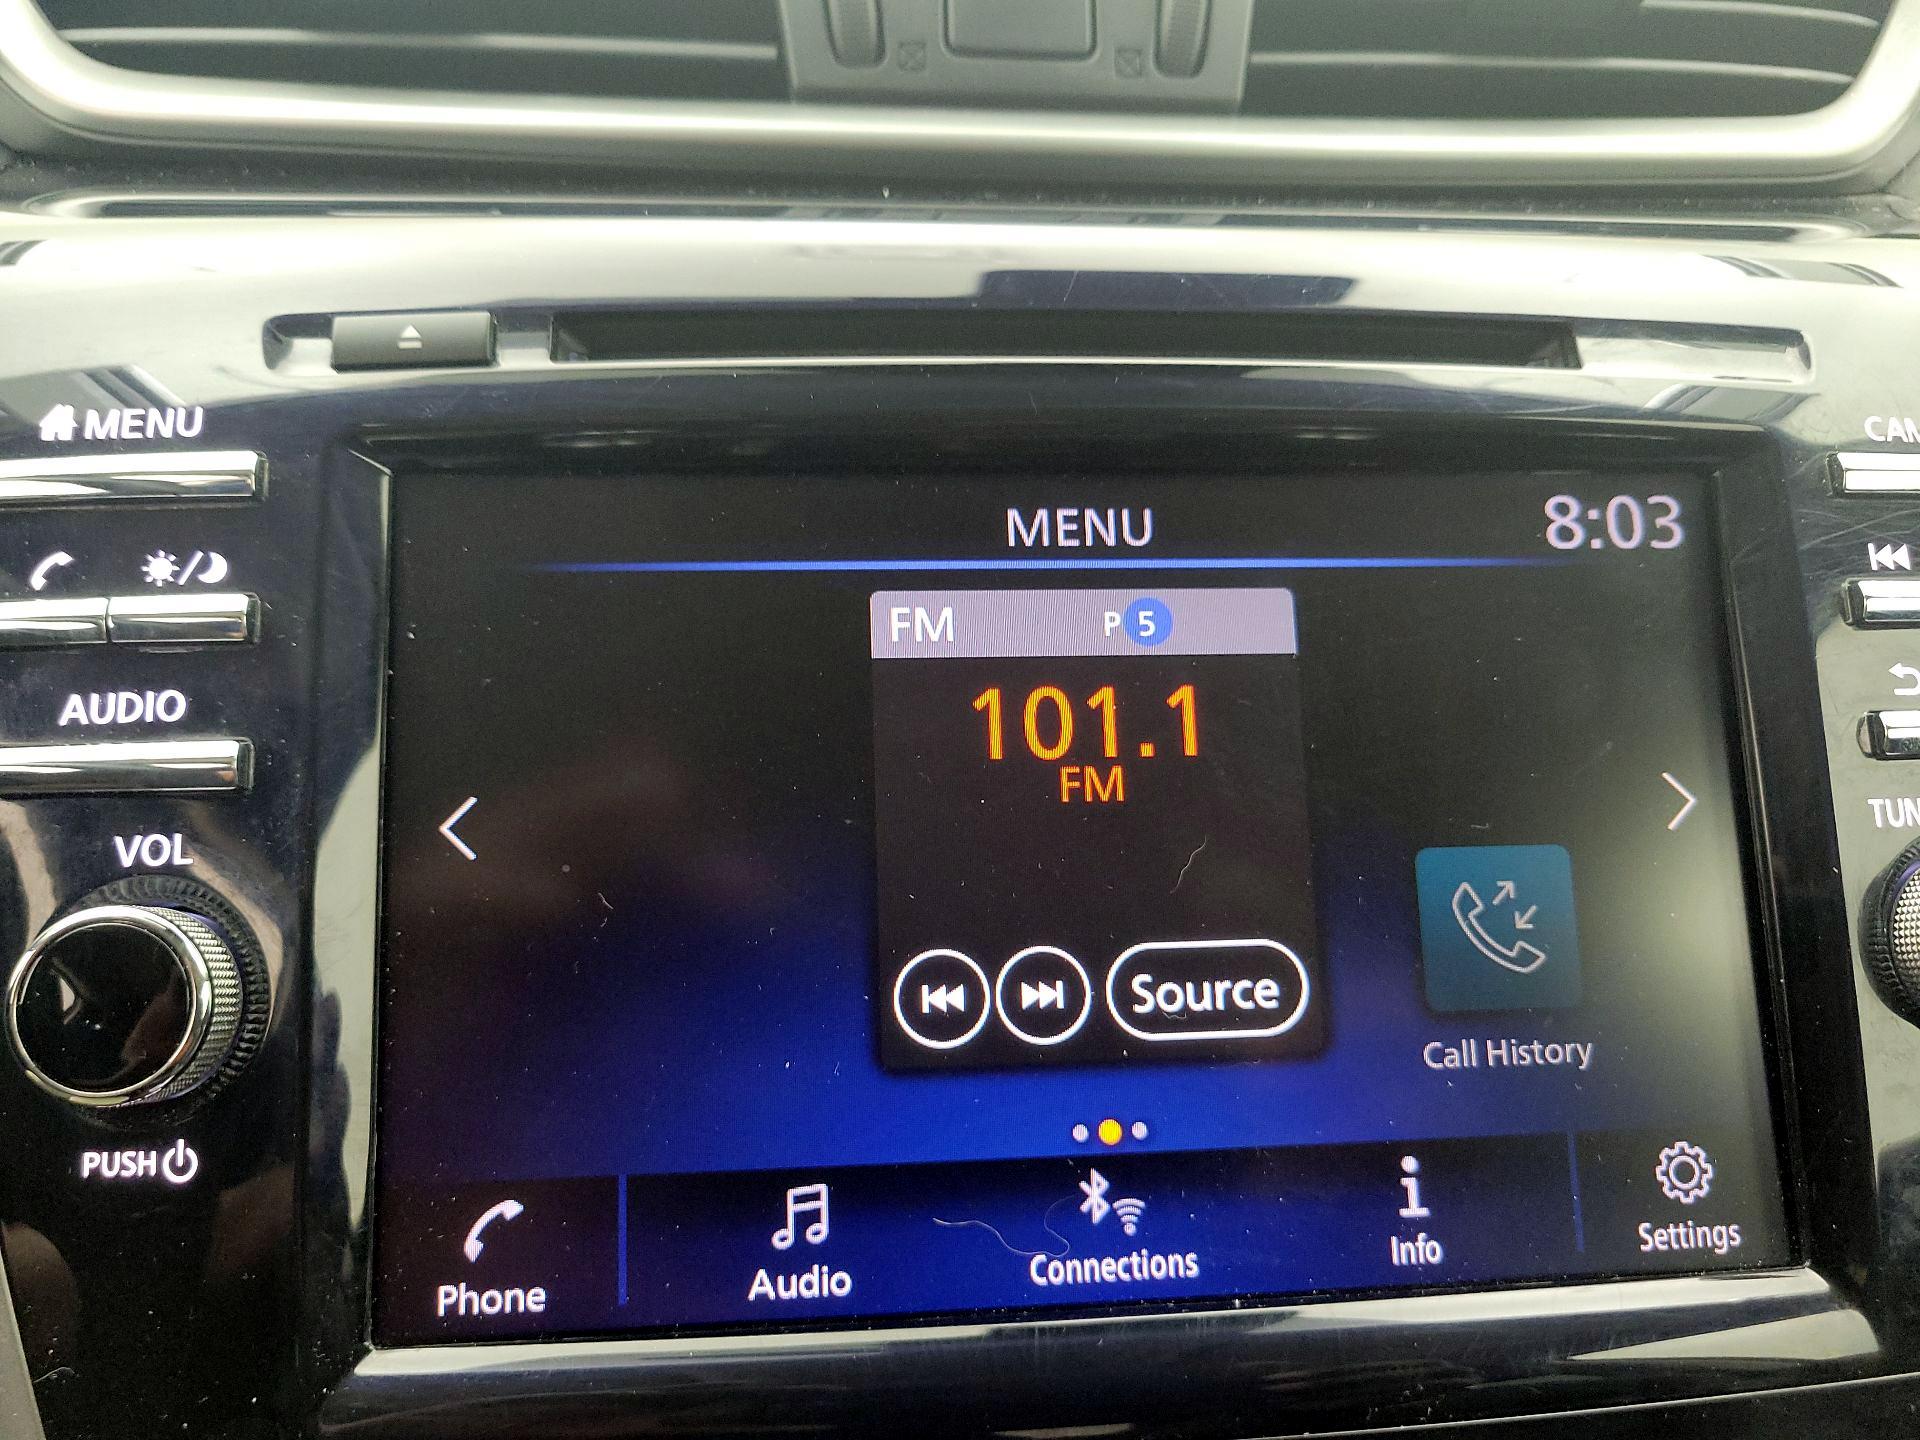 MENU
AUDIO
VOL
PUSH
MENU
8:03
FM P 5
101.1
FM
Source
Call History
Phone
Audio
Connections
Info
Settings